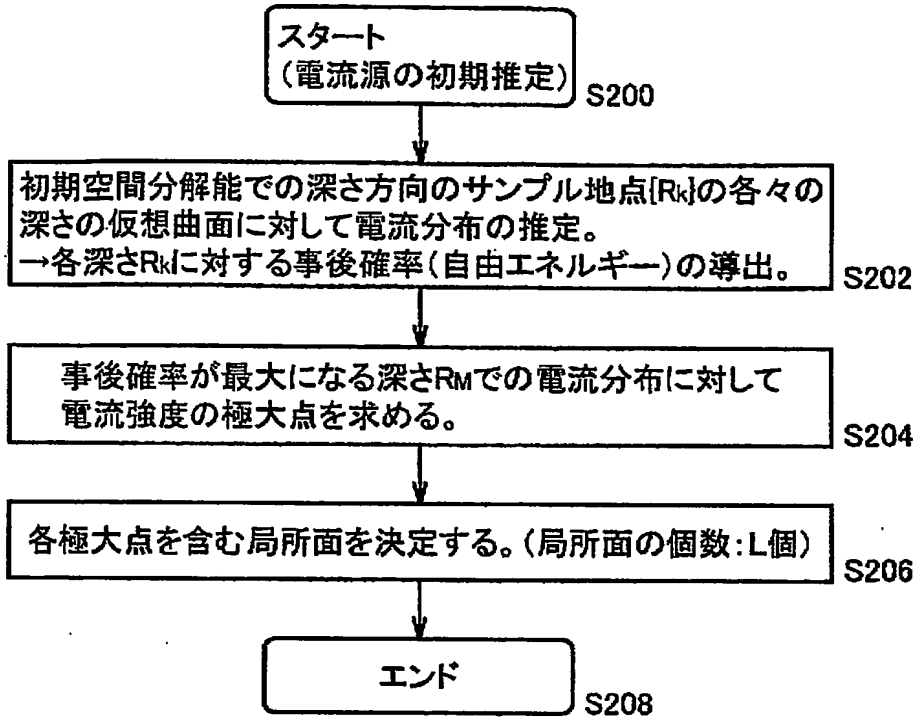 スタート
(電流源の初期推定)
S200
初期空間分解能での深さ方向のサンプル地点{Rk}の各々の
深さの仮想曲面に対して電流分布の推定。
→各深さRkに対する事後確率(自由エネルギー)の導出。
S202
事後確率が最大になる深さRMでの電流分布に対して
電流強度の極大点を求める。
S204
各極大点を含む局所面を決定する。(局所面の個数:L個)
S206
エンド
S208